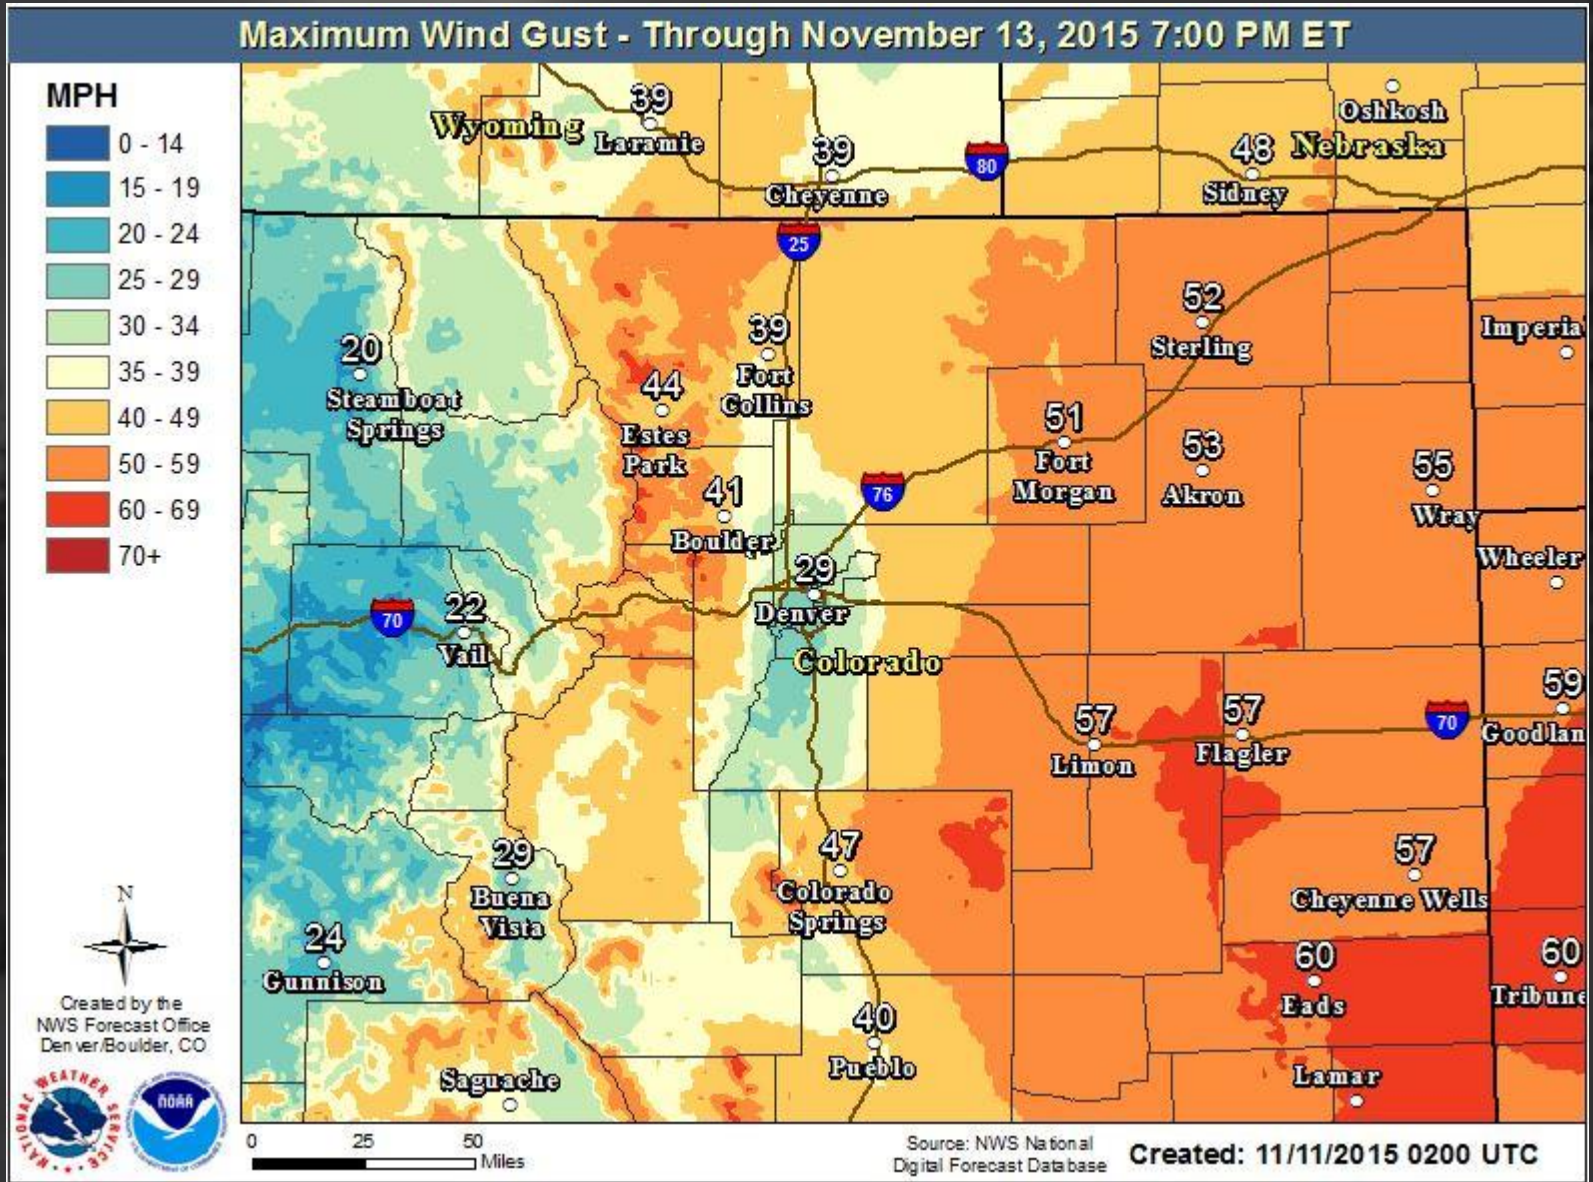 Maximum Wind Gust - Through November 13, 2015 7:00 PM ET
MPH
0 - 14
15 - 19
20 - 24
25 - 29
30 - 34
35 - 39
40 - 49
50 - 59
60 - 69
70+
N
Created by the
NWS Forecast Office
Denver/Boulder, CO
NATIONAL WEATHER SERVICE
NOAA
Wyoming
39
Laramie
39
Cheyenne
80
48
Sidney
Oshkosh
Nebraska
25
20
Steamboat
Springs
39
Fort
Collins
44
Estes
Park
52
Sterling
Imperia
41
Boulder
76
51
Fort
Morgan
53
Akron
55
Wray
Wheeler
70
22
Vail
29
Denver
Colorado
57
Limon
57
Flagler
70
59
Goodlan
29
Buena
Vista
47
Colorado
Springs
57
Cheyenne Wells
24
Gunnison
60
Eads
60
Tribune
40
Pueblo
Saguache
Lamar
0 25 50
Miles
Source: NWS National
Digital Forecast Database
Created: 11/11/2015 0200 UTC